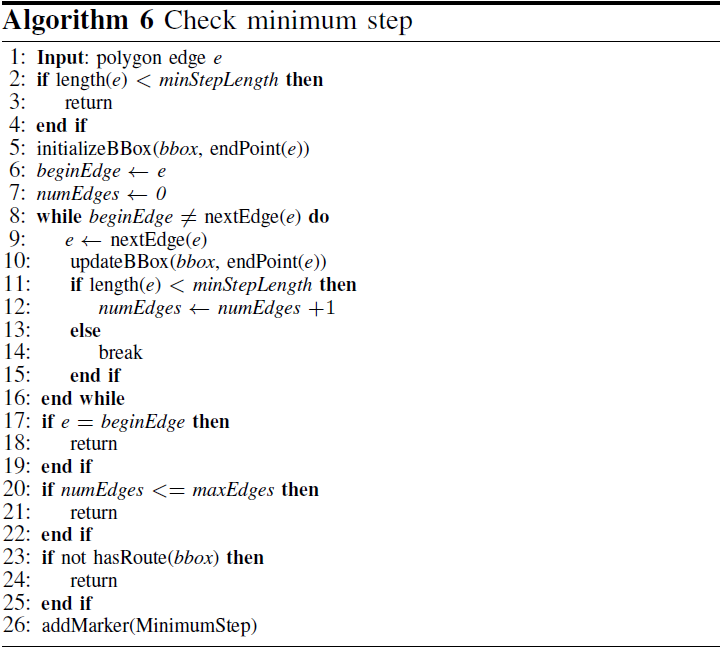 Algorithm 6 Check minimum step
1: Input: polygon edge e
2: if length(e) < minStepLength then
3: return
4: end if
5: initializeBBox(bbox, endPoint(e))
6: beginEdge ← e
7: numEdges ← 0
8: while beginEdge ≠ nextEdge(e) do
9: e ← nextEdge(e)
10: updateBBox(bbox, endPoint(e))
11: if length(e) < minStepLength then
12: numEdges ← numEdges +1
13: else
14: break
15: end if
16: end while
17: if e = beginEdge then
18: return
19: end if
20: if numEdges <= maxEdges then
21: return
22: end if
23: if not hasRoute(bbox) then
24: return
25: end if
26: addMarker(MinimumStep)